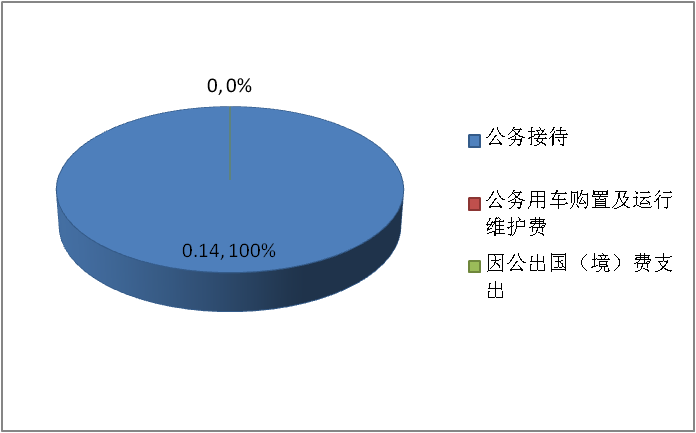 0, 0%
0.14, 100%
公务接待
公务用车购置及运行
维护费
因公出国（境）费支
出